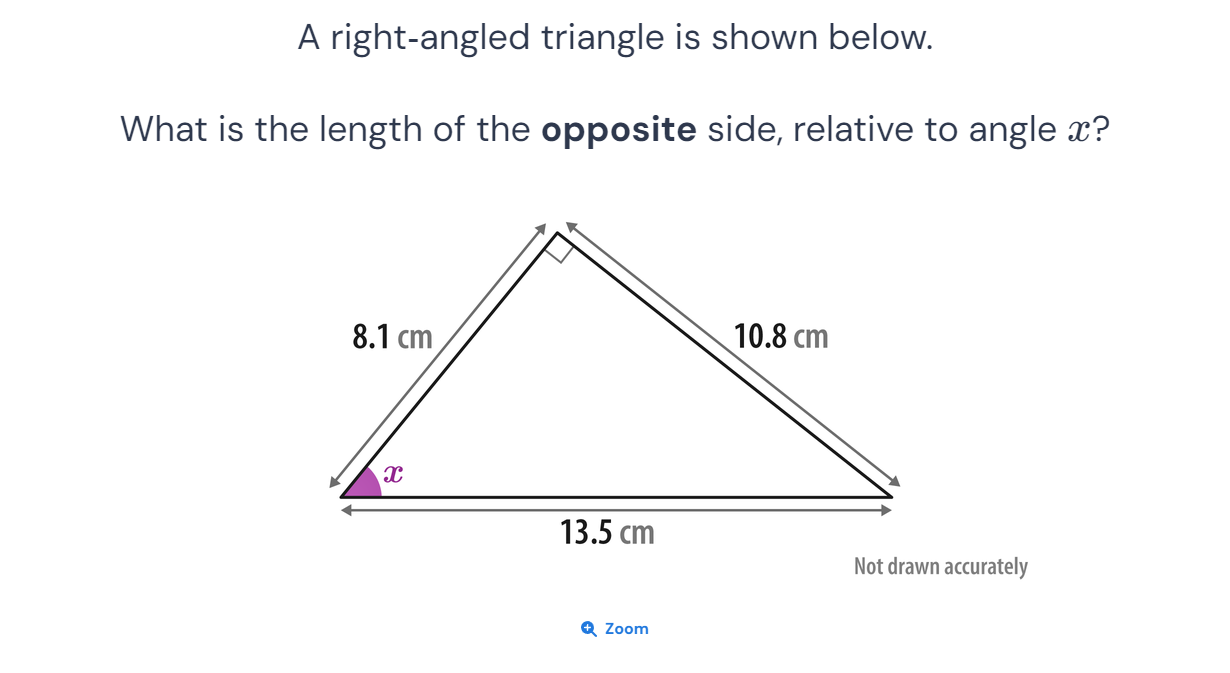 A right-angled triangle is shown below.
What is the length of the opposite side, relative to angle x?
8.1 cm
10.8 cm
x
13.5 cm
Not drawn accurately
Zoom